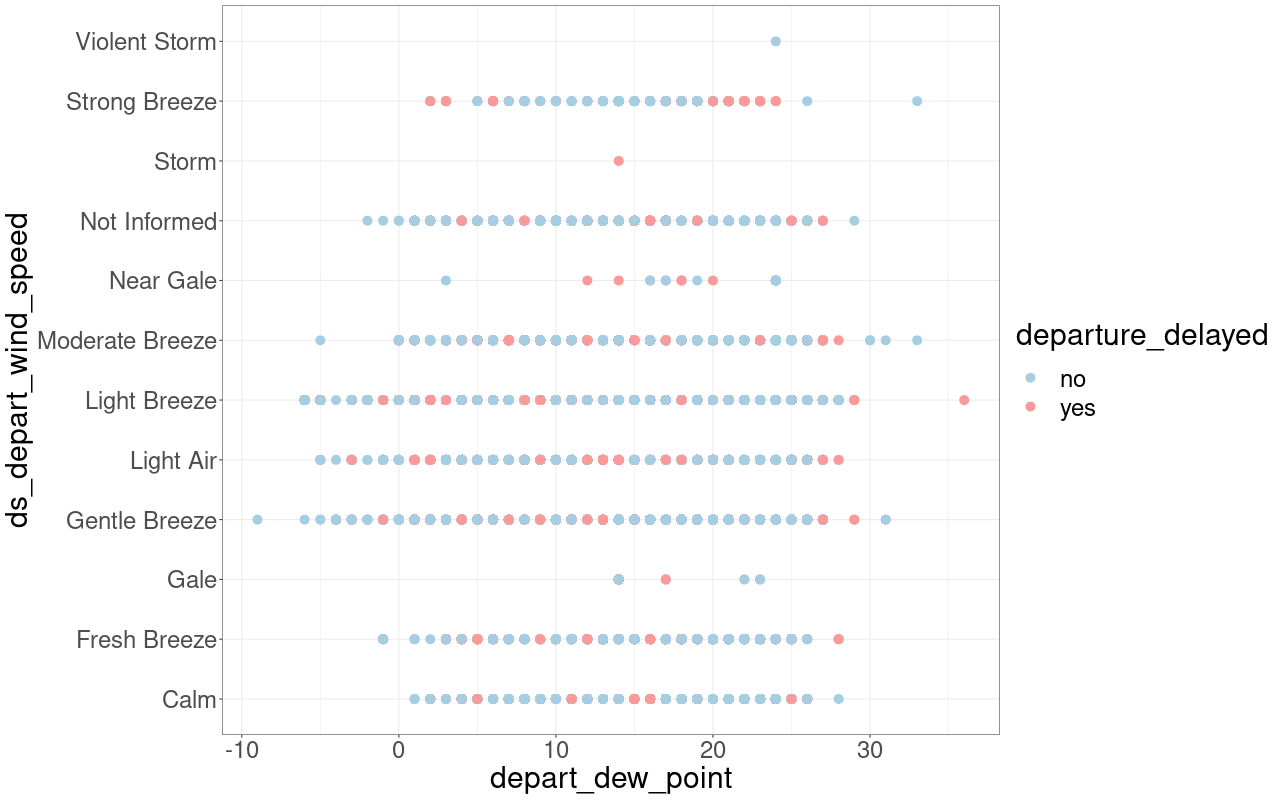 ds_depart_wind_speed
Violent Storm
Strong Breeze
Storm
Not Informed
Near Gale
Moderate Breeze
Light Breeze
Light Air
Gentle Breeze
Gale
Fresh Breeze
Calm
-10 0 10 20 30
depart_dew_point
departure_delayed
no
yes